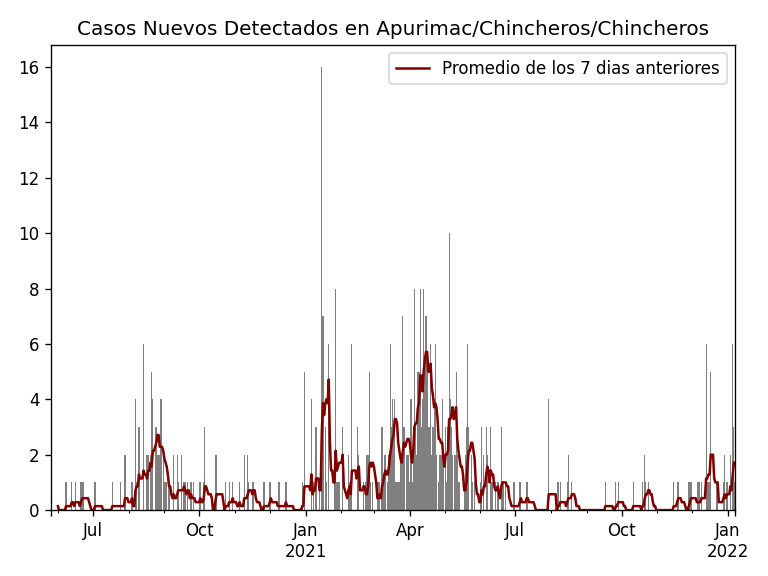 Casos Nuevos Detectados en Apurimac/Chincheros/Chincheros
Promedio de los 7 dias anteriores
16
14
12
10
8
6
4
2
0
Jul
Oct
Jan
2021
Apr
Jul
Oct
Jan
2022